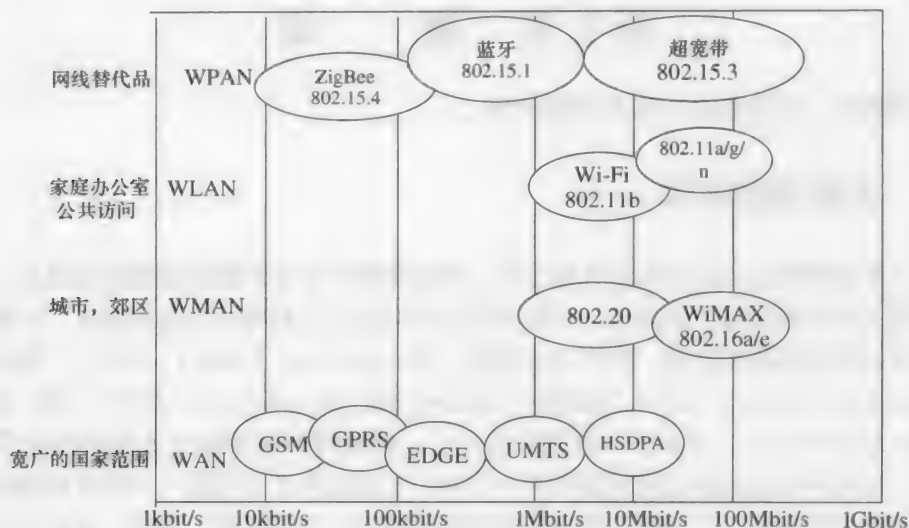 网线替代品 WPAN
ZigBee
802.15.4
蓝牙
802.15.1
超宽带
802.15.3
家庭办公室
公共访问
WLAN
Wi-Fi
802.11b
802.11a/g/
n
城市，郊区 WMAN
802.20
WiMAX
802.16a/e
宽广的国家范围 WAN
GSM
GPRS
EDGE
UMTS
HSDPA
1kbit/s 10kbit/s 100kbit/s 1Mbit/s 10Mbit/s 100Mbit/s 1Gbit/s